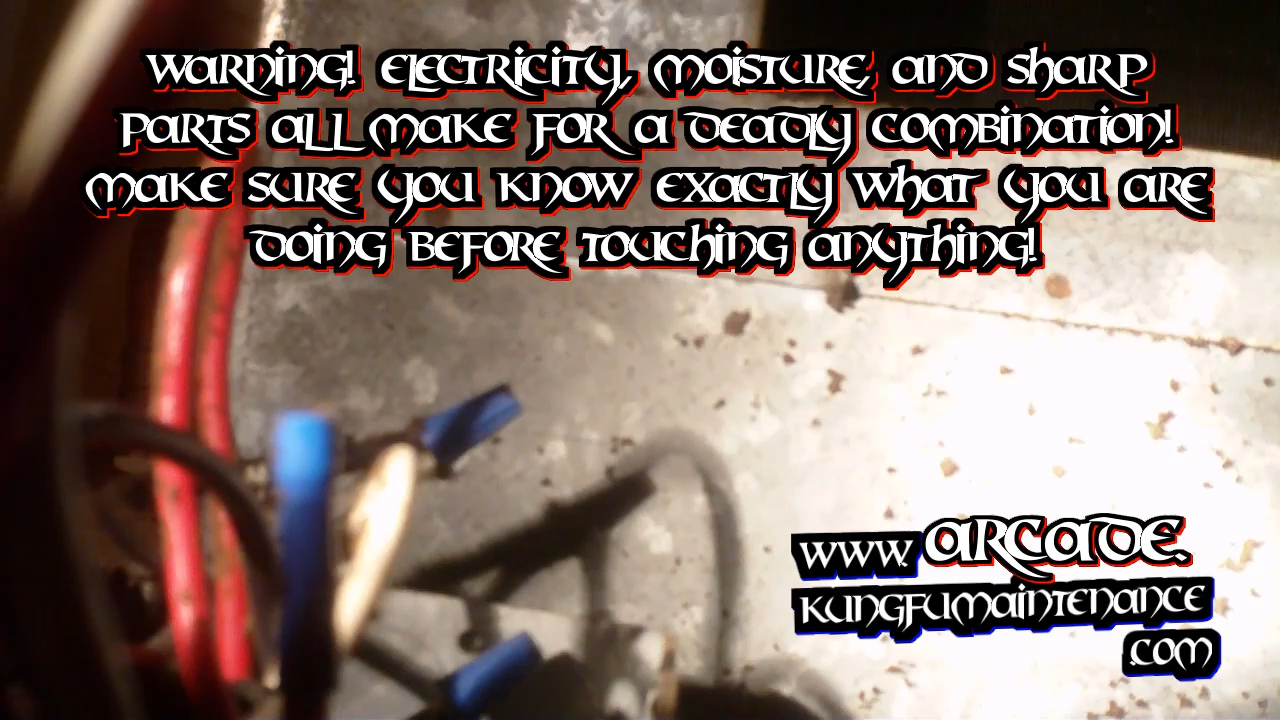 Warning! Electricity, moisture, and sharp
parts all make for a deadly combination!
Make sure you know exactly what you are
doing before touching anything!
www.arcade.
kungfumaintenance
.com